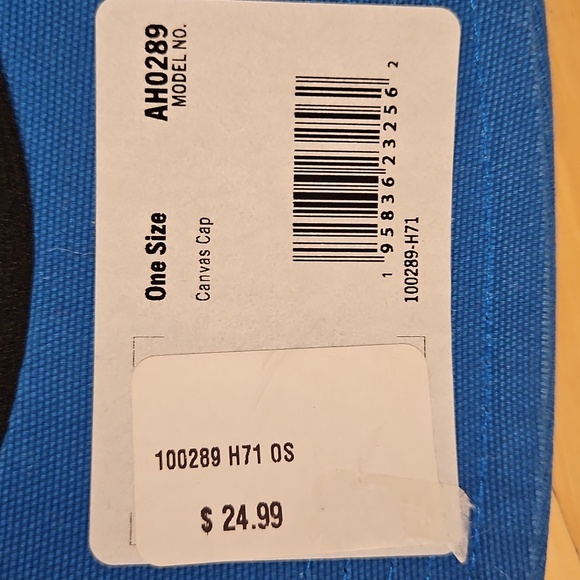 AH0289
MODEL NO.
One Size
Canvas Cap
1 95836 23256 2
100289-H71
100289 H71 OS
$ 24.99